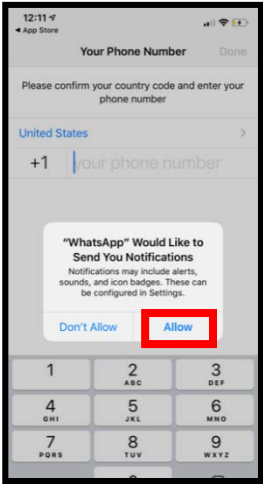 12:11
App Store
Your Phone Number Done
Please confirm your country code and enter your
phone number
United States
+1 your phone number
"WhatsApp" Would Like to
Send You Notifications
Notifications may include alerts,
sounds, and icon badges. These can
be configured in Settings.
Don't Allow Allow
1 2 3
ABC DEF
4 5 6
GHI JKL MNO
7 8 9
PQRS TUV WXYZ